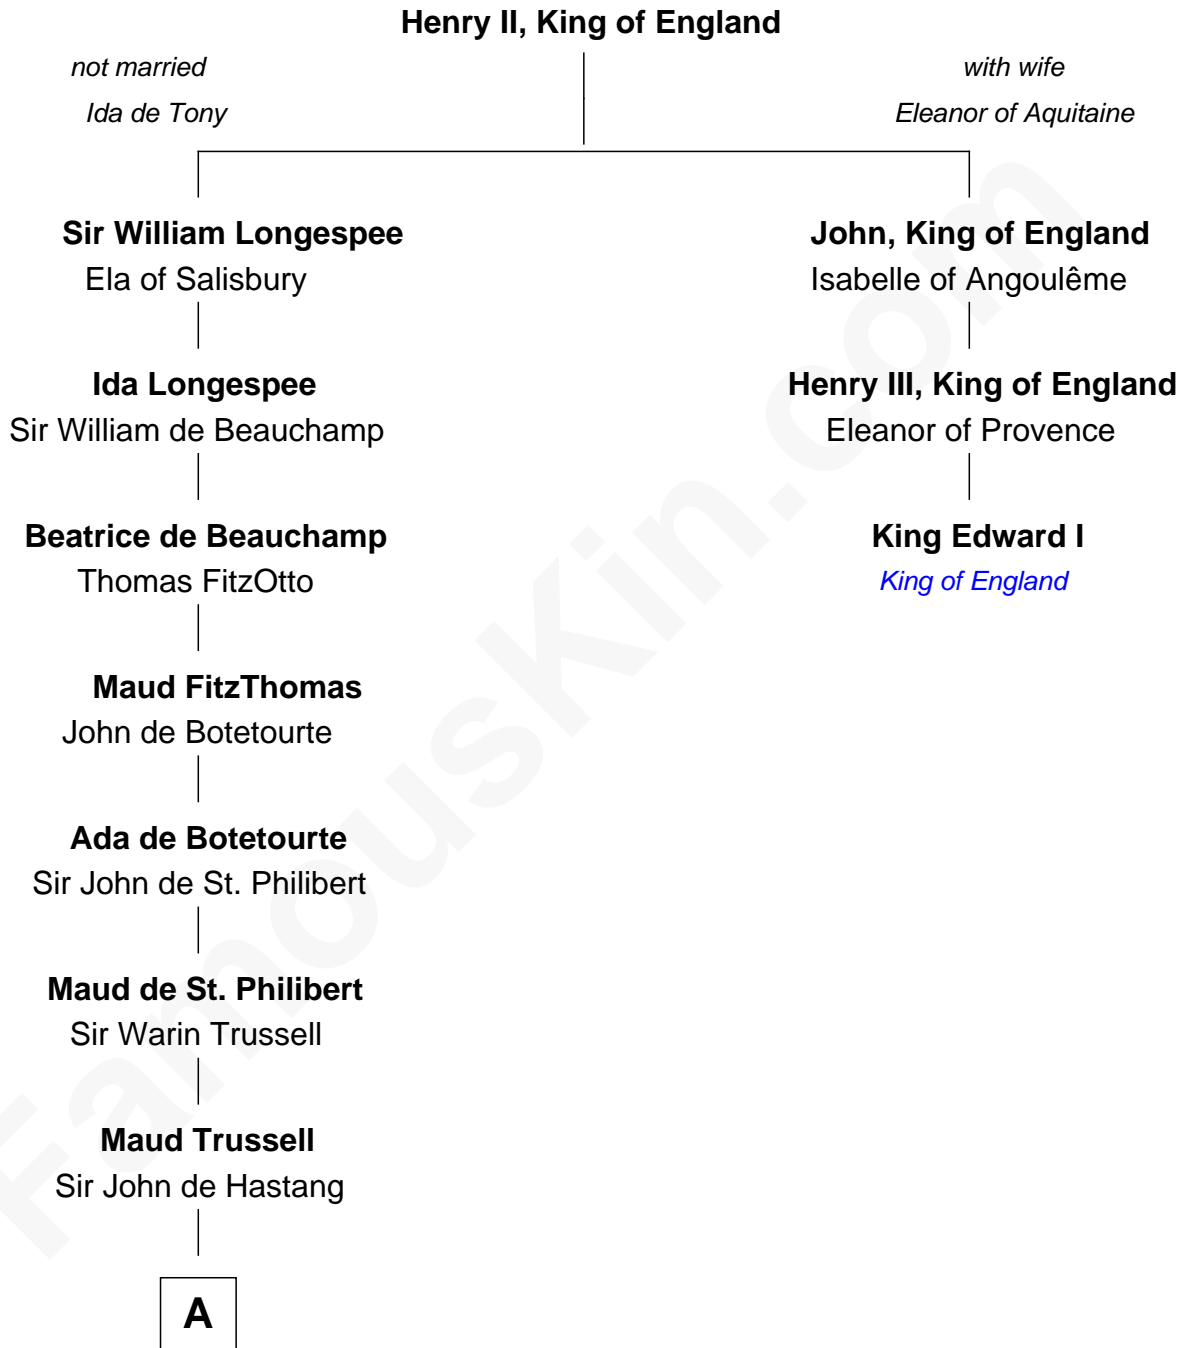 Henry II, King of England
not married
Ida de Tony
with wife
Eleanor of Aquitaine
Sir William Longespee
Ela of Salisbury
John, King of England
Isabelle of Angoulême
Ida Longespee
Sir William de Beauchamp
Henry III, King of England
Eleanor of Provence
Beatrice de Beauchamp
Thomas FitzOtto
King Edward I
King of England
Maud FitzThomas
John de Botetourte
Ada de Botetourte
Sir John de St. Philibert
Maud de St. Philibert
Sir Warin Trussell
Maud Trussell
Sir John de Hastang
A
FamousKin.com